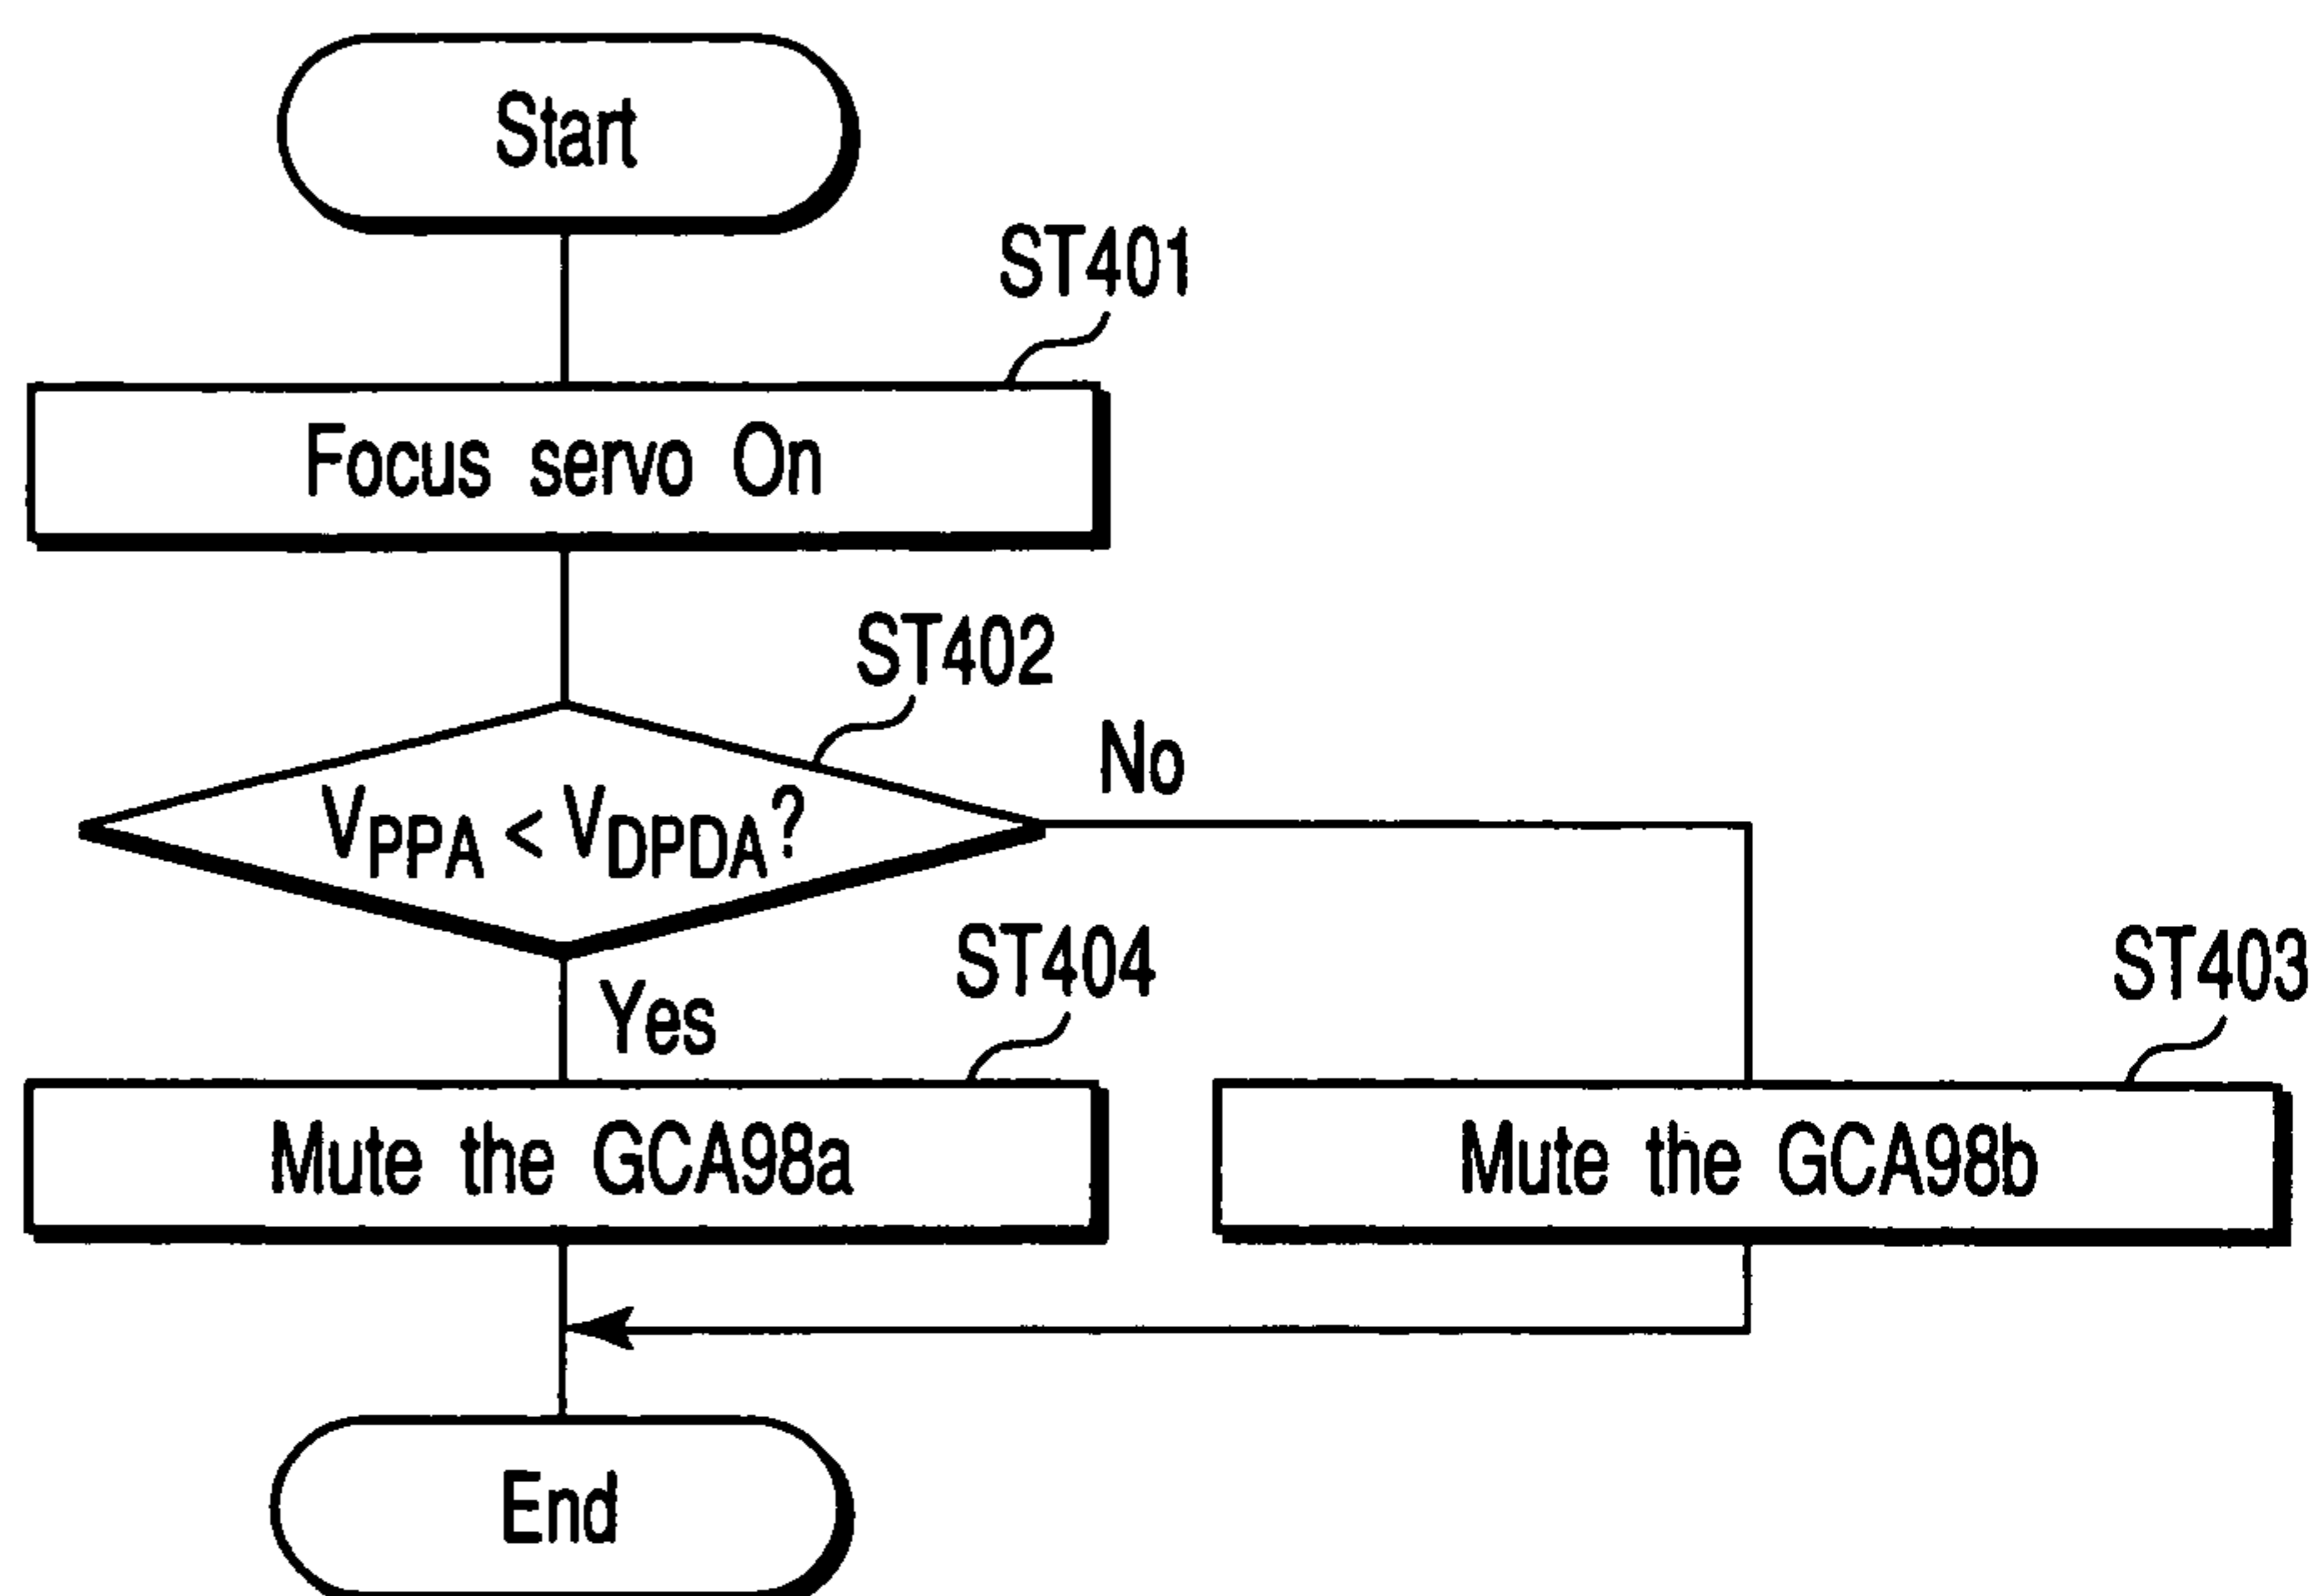 Start
ST401
Focus servo On
ST402
No
VPPA < VDPDA?
Yes
ST404
ST403
Mute the GCA98a
Mute the GCA98b
End